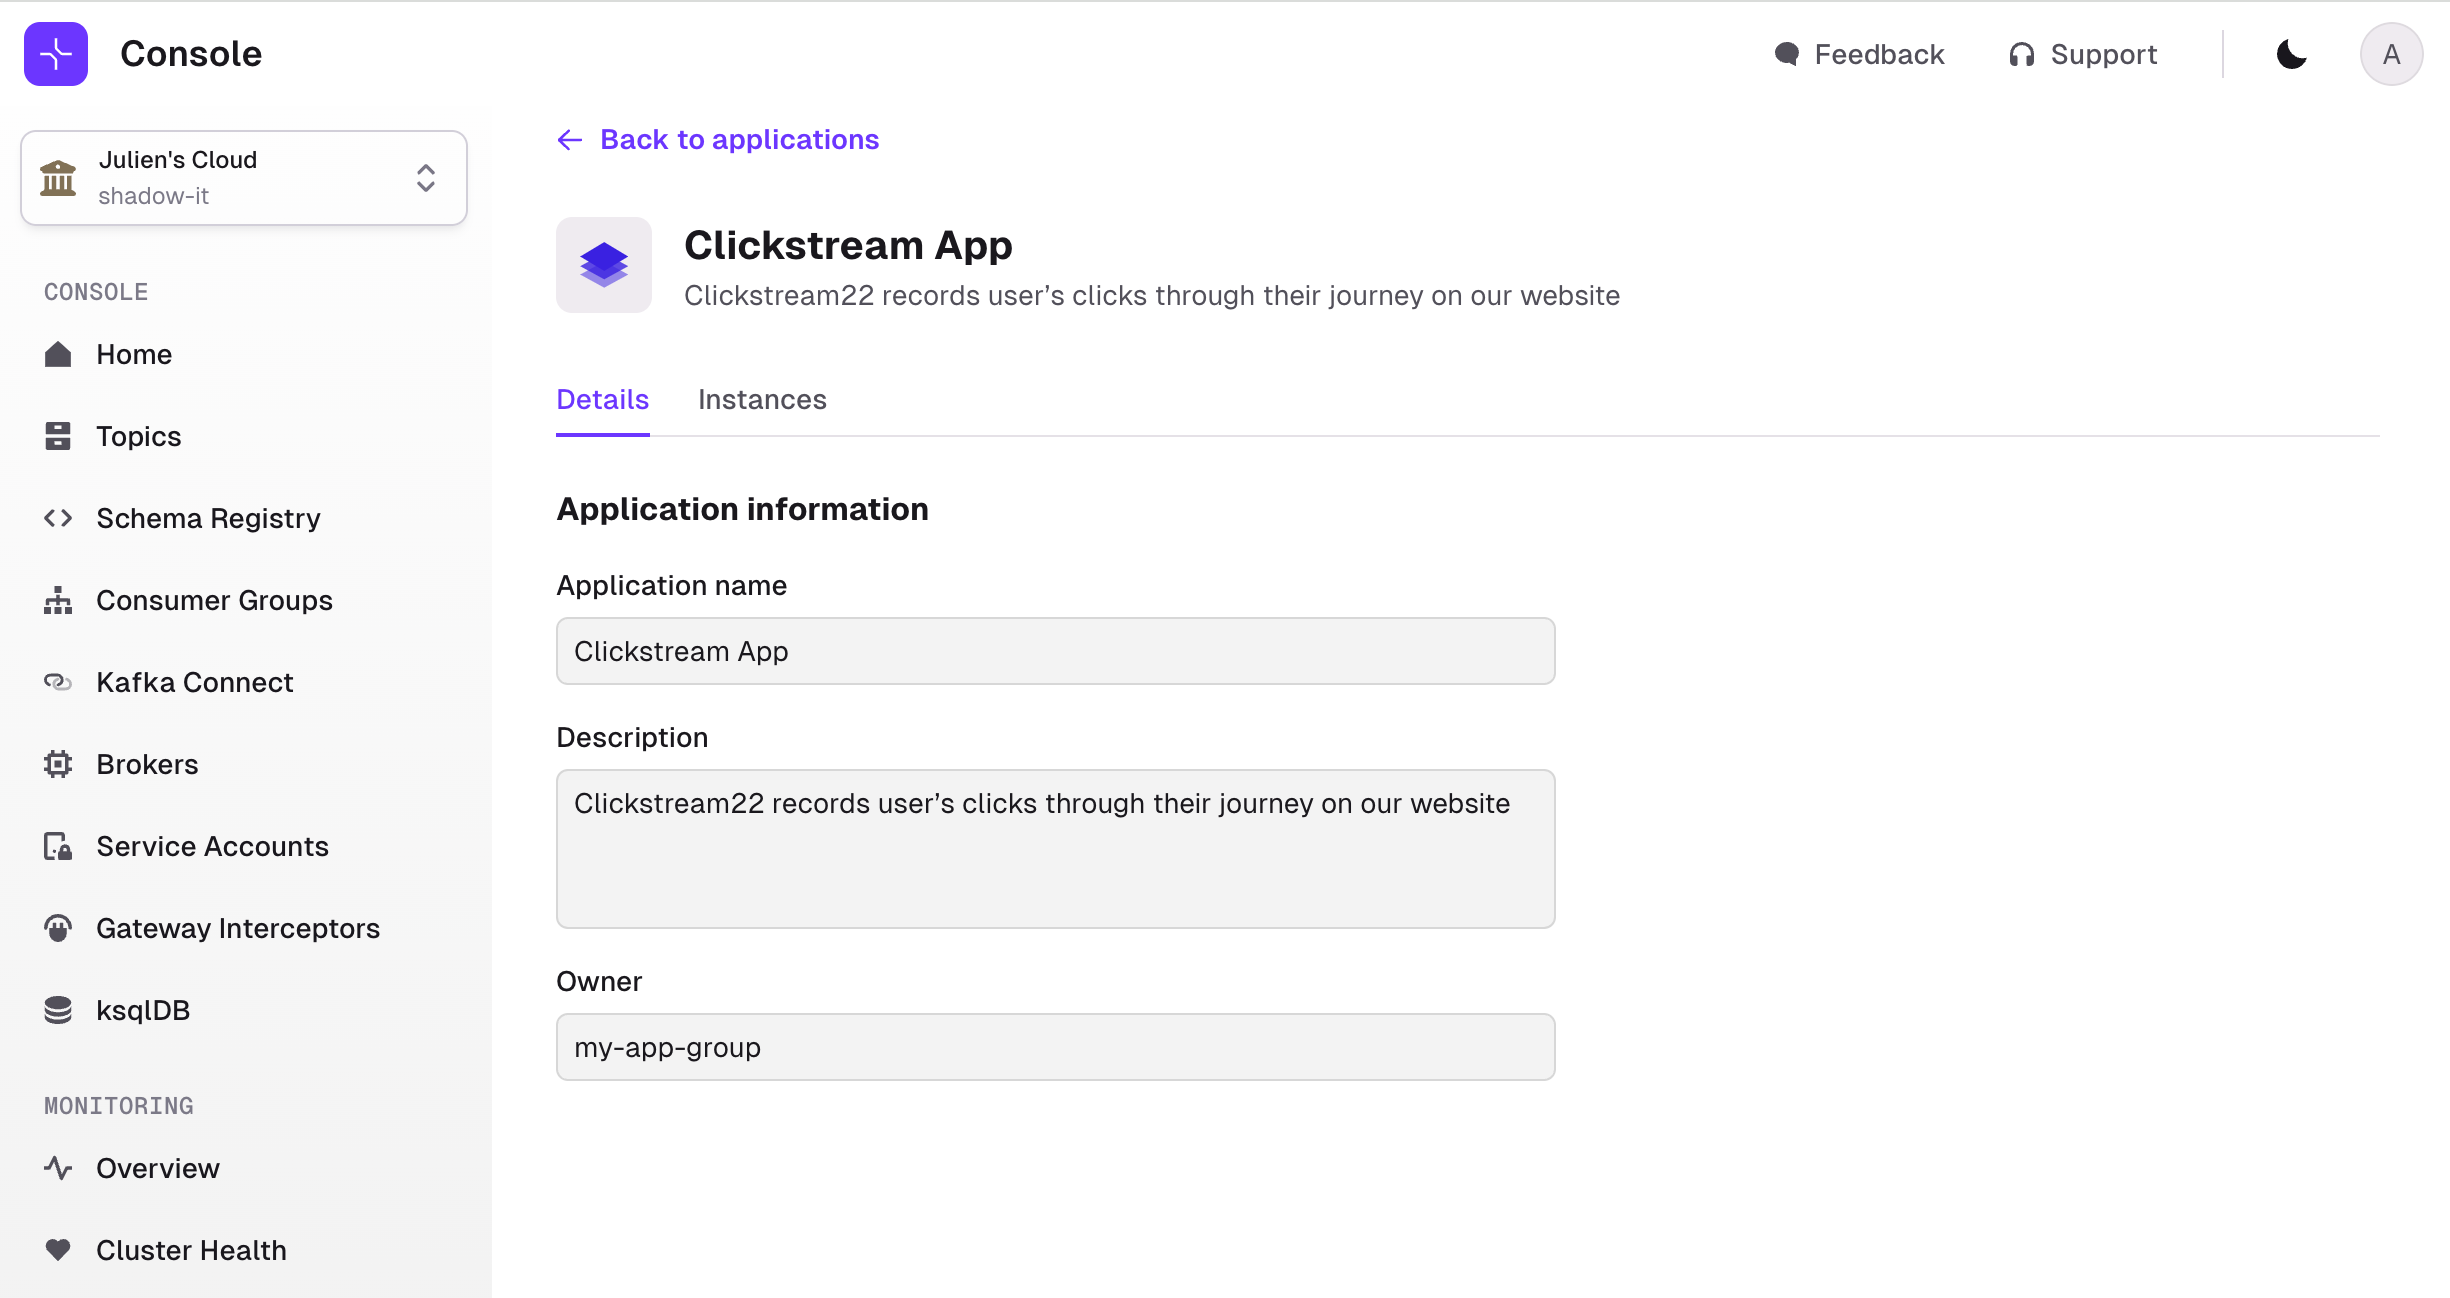 Console
Feedback
Support
A
Julien's Cloud
shadow-it
CONSOLE
Home
Topics
Schema Registry
Consumer Groups
Kafka Connect
Brokers
Service Accounts
Gateway Interceptors
ksqlDB
MONITORING
Overview
Cluster Health
Back to applications
Clickstream App
Clickstream22 records user’s clicks through their journey on our website
Details
Instances
Application information
Application name
Clickstream App
Description
Clickstream22 records user’s clicks through their journey on our website
Owner
my-app-group